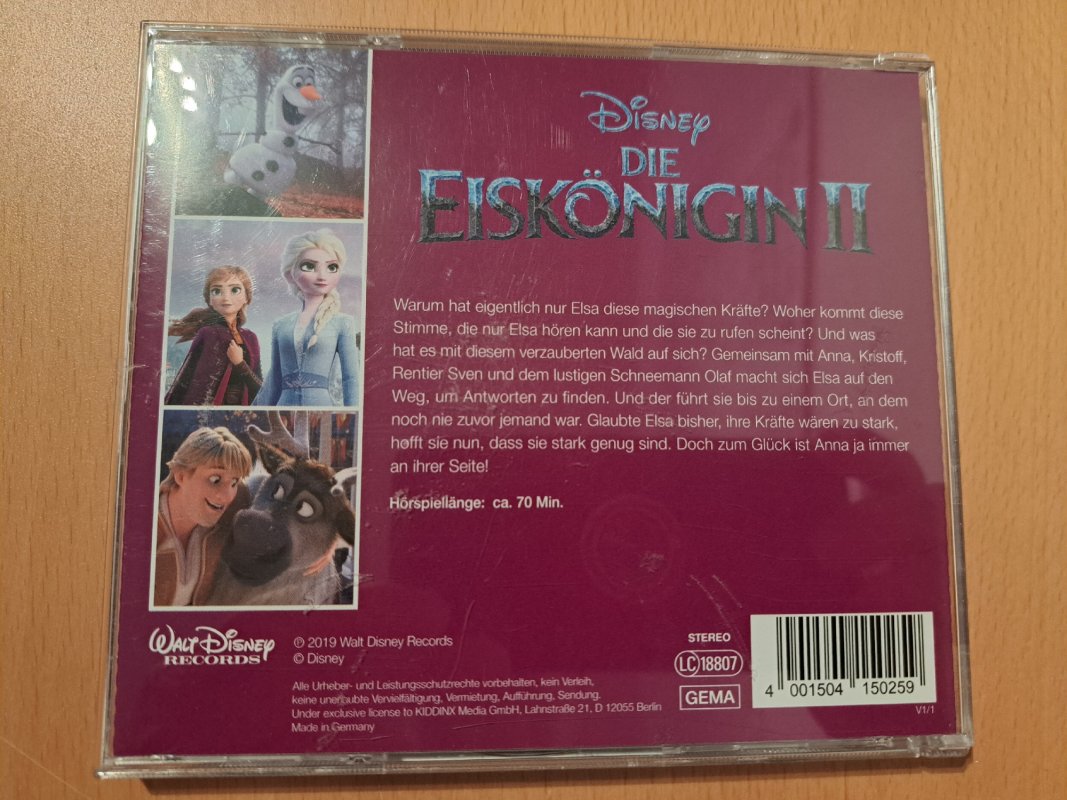 Disney
DIE
EISKÖNIGIN II
Warum hat eigentlich nur Elsa diese magischen Kräfte? Woher kommt diese
Stimme, die nur Elsa hören kann und die sie zu rufen scheint? Und was
hat es mit diesem verzauberten Wald auf sich? Gemeinsam mit Anna, Kristoff,
Rentier Sven und dem lustigen Schneemann Olaf macht sich Elsa auf den
Weg, um Antworten zu finden. Und der führt sie bis zu einem Ort, an dem
noch nie zuvor jemand war. Glaubte Elsa bisher, ihre Kräfte wären zu stark,
hofft sie nun, dass sie stark genug sind. Doch zum Glück ist Anna ja immer
an ihrer Seite!
Hörspiellänge: ca. 70 Min.
WALT DISNEY
RECORDS
℗ 2019 Walt Disney Records
© Disney
Alle Urheber- und Leistungsschutzrechte vorbehalten, kein Verleih,
keine unerlaubte Vervielfältigung, Vermietung, Aufführung, Sendung.
Under exclusive license to KIDDINX Media GmbH, Lahnstraße 21, D 12055 Berlin
Made in Germany
STEREO
LC 18807
GEMA
4 001504 150259
V1/1